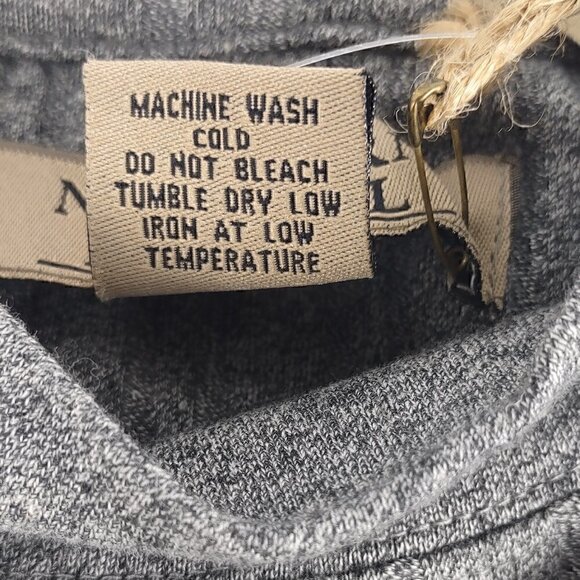 MACHINE WASH
COLD
DO NOT BLEACH
TUMBLE DRY LOW
IRON AT LOW
TEMPERATURE